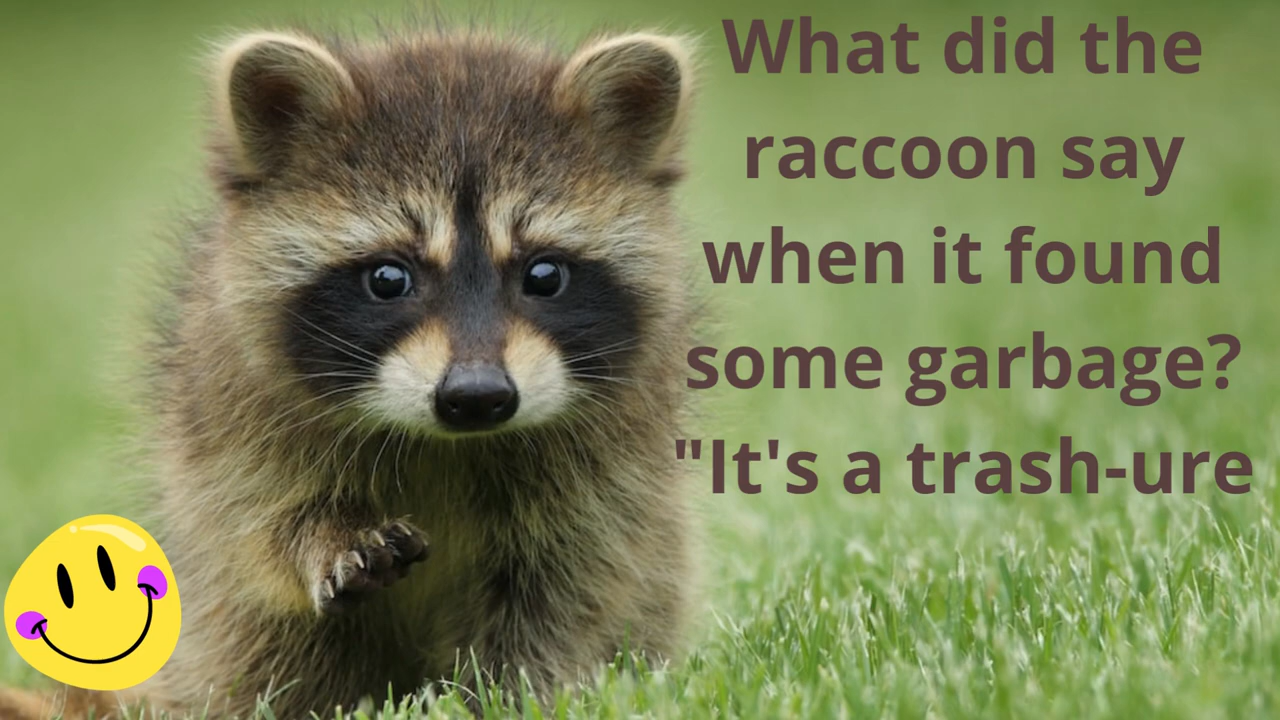 What did the
raccoon say
when it found
some garbage?
"It's a trash-ure